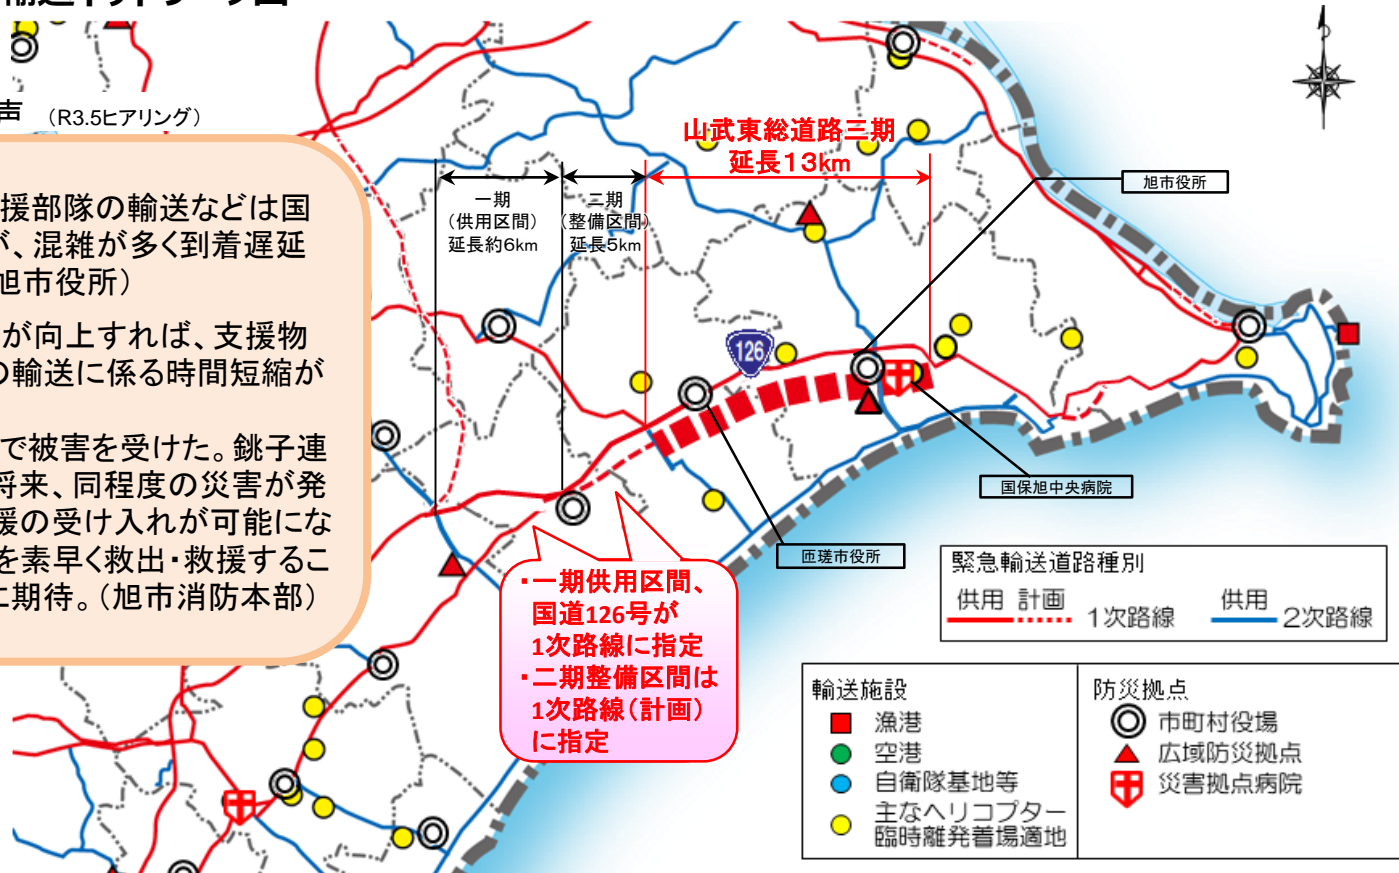 声 （R3.5ヒアリング）
援部隊の輸送などは国
が、混雑が多く到着遅延
旭市役所）
が向上すれば、支援物
の輸送に係る時間短縮が
で被害を受けた。銚子連
将来、同程度の災害が発
援の受け入れが可能にな
を素早く救出・救援するこ
に期待。（旭市消防本部）
山武東総道路三期
延長13km
一期
（供用区間）
延長約6km
二期
（整備区間）
延長5km
126
旭市役所
国保旭中央病院
匝瑳市役所
・一期供用区間、
国道126号が
1次路線に指定
・二期整備区間は
1次路線（計画）
に指定
緊急輸送道路種別
供用 計画 1次路線 供用 2次路線
輸送施設
漁港
空港
自衛隊基地等
主なヘリコプター
臨時離発着場適地
防災拠点
市町村役場
広域防災拠点
災害拠点病院